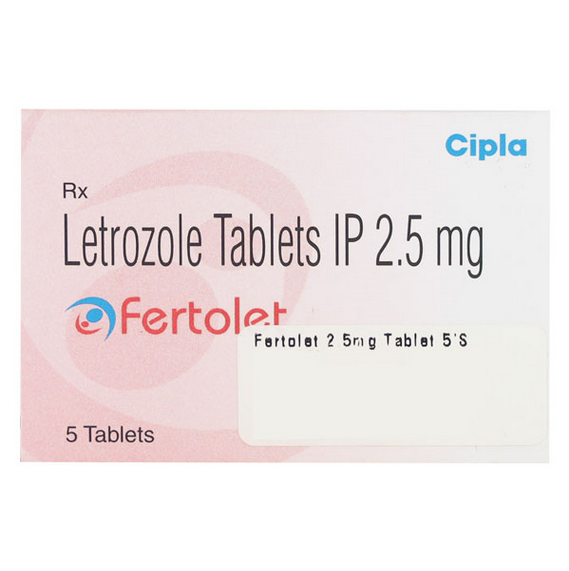 Cipla
Rx
Letrozole Tablets IP 2.5 mg
Fertolet
Fertolet 2.5mg Tablet 5'S
5 Tablets